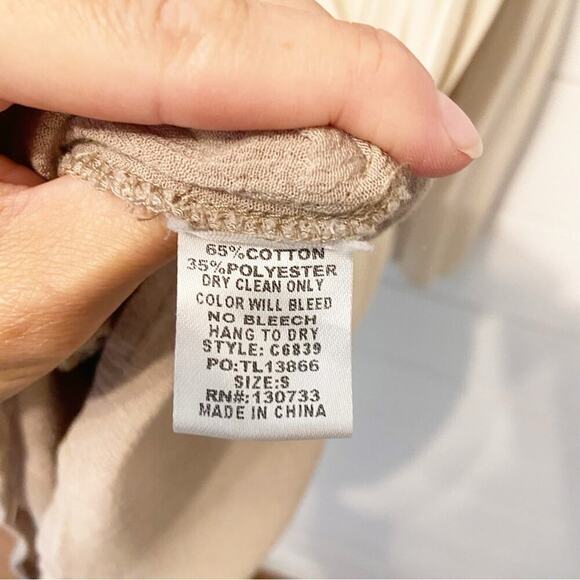 65%COTTON
35%POLYESTER
DRY CLEAN ONLY
COLOR WILL BLEED
NO BLEECH
HANG TO DRY
STYLE: C6839
PO:TL13866
SIZE:S
RN#:130733
MADE IN CHINA